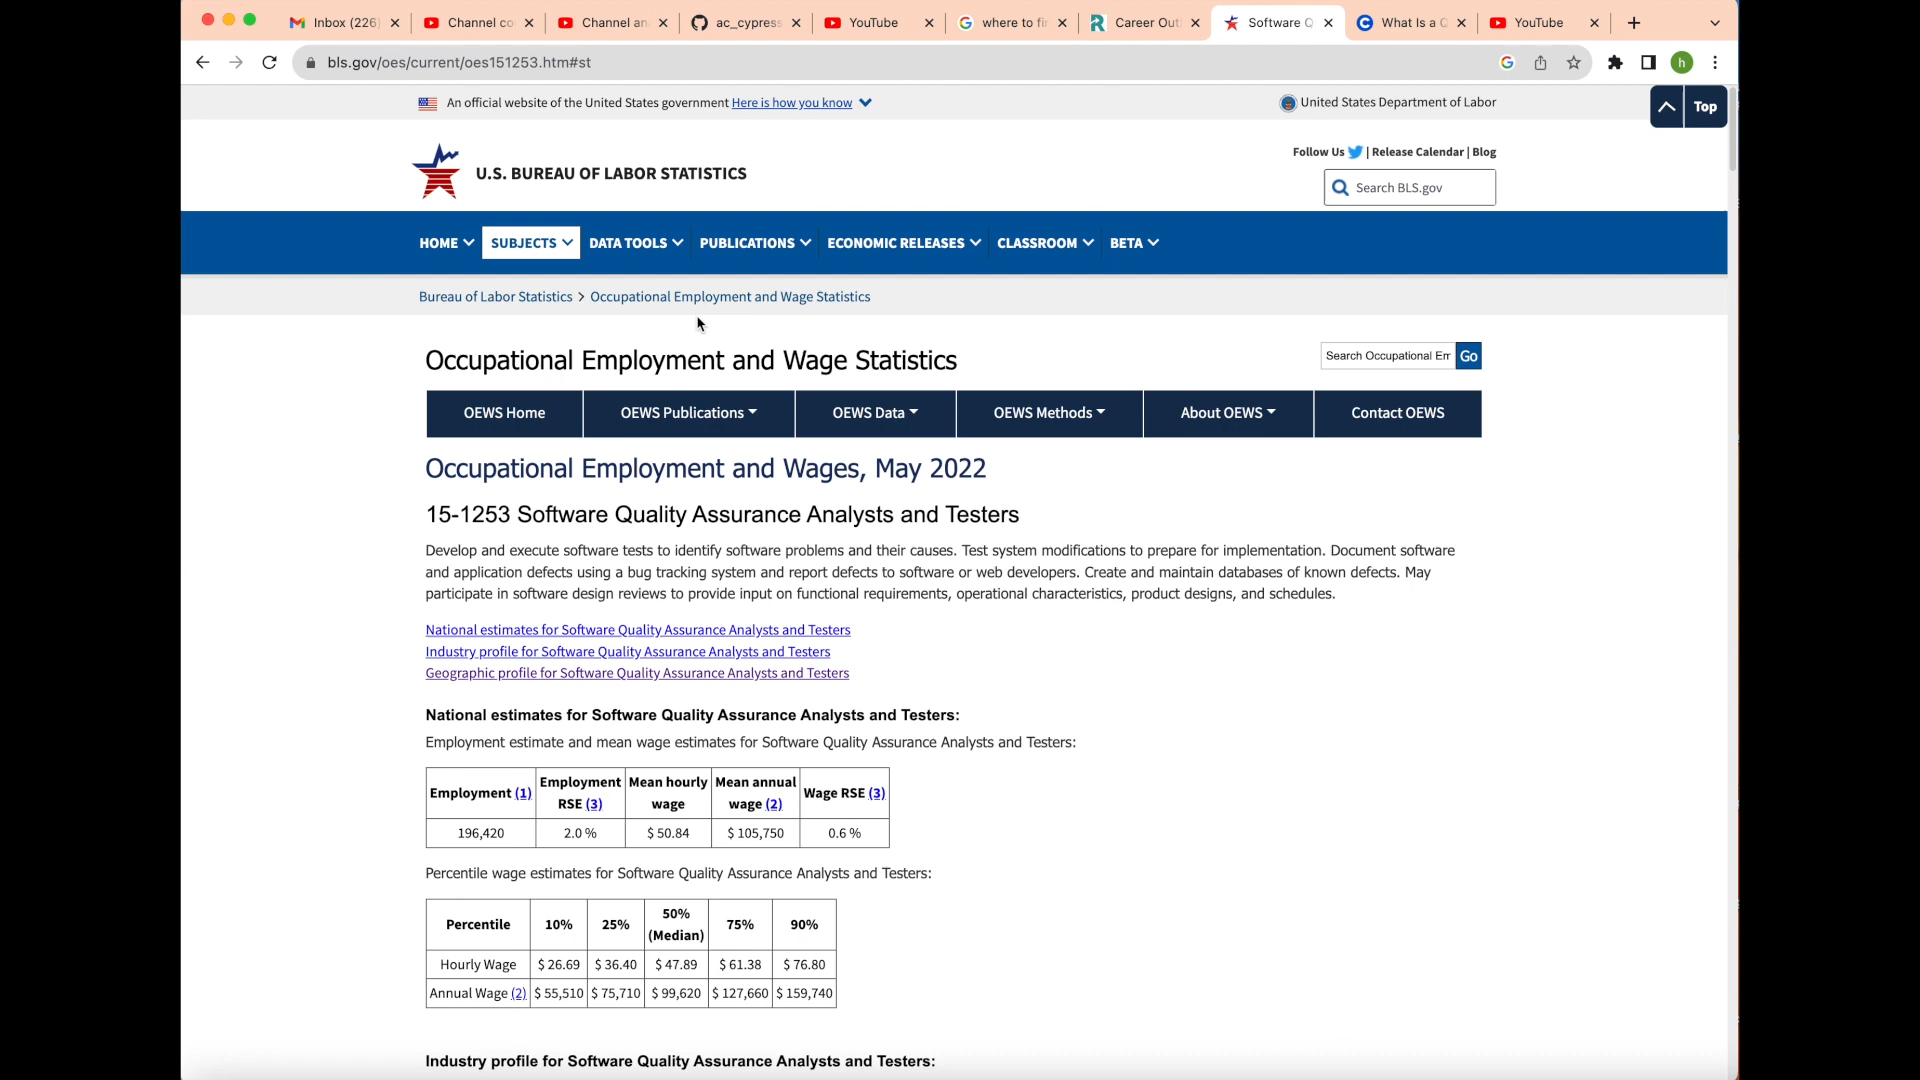 Inbox (226)
Channel co
Channel an
ac_cypress
YouTube
where to fi
Career Out
Software Q
What Is a Q
YouTube
bls.gov/oes/current/oes151253.htm#st
h
An official website of the United States government Here is how you know
United States Department of Labor
Top
U.S. BUREAU OF LABOR STATISTICS
Follow Us | Release Calendar | Blog
Search BLS.gov
HOME SUBJECTS DATA TOOLS PUBLICATIONS ECONOMIC RELEASES CLASSROOM BETA
Bureau of Labor Statistics > Occupational Employment and Wage Statistics
Occupational Employment and Wage Statistics
Search Occupational Em Go
OEWS Home OEWS Publications OEWS Data OEWS Methods About OEWS Contact OEWS
Occupational Employment and Wages, May 2022
15-1253 Software Quality Assurance Analysts and Testers
Develop and execute software tests to identify software problems and their causes. Test system modifications to prepare for implementation. Document software
and application defects using a bug tracking system and report defects to software or web developers. Create and maintain databases of known defects. May
participate in software design reviews to provide input on functional requirements, operational characteristics, product designs, and schedules.
National estimates for Software Quality Assurance Analysts and Testers
Industry profile for Software Quality Assurance Analysts and Testers
Geographic profile for Software Quality Assurance Analysts and Testers
National estimates for Software Quality Assurance Analysts and Testers:
Employment estimate and mean wage estimates for Software Quality Assurance Analysts and Testers:
Employment (1) Employment RSE (3) Mean hourly wage Mean annual wage (2) Wage RSE (3)
196,420 2.0 % $ 50.84 $ 105,750 0.6 %
Percentile wage estimates for Software Quality Assurance Analysts and Testers:
Percentile 10% 25% 50% (Median) 75% 90%
Hourly Wage $ 26.69 $ 36.40 $ 47.89 $ 61.38 $ 76.80
Annual Wage (2) $ 55,510 $ 75,710 $ 99,620 $ 127,660 $ 159,740
Industry profile for Software Quality Assurance Analysts and Testers: